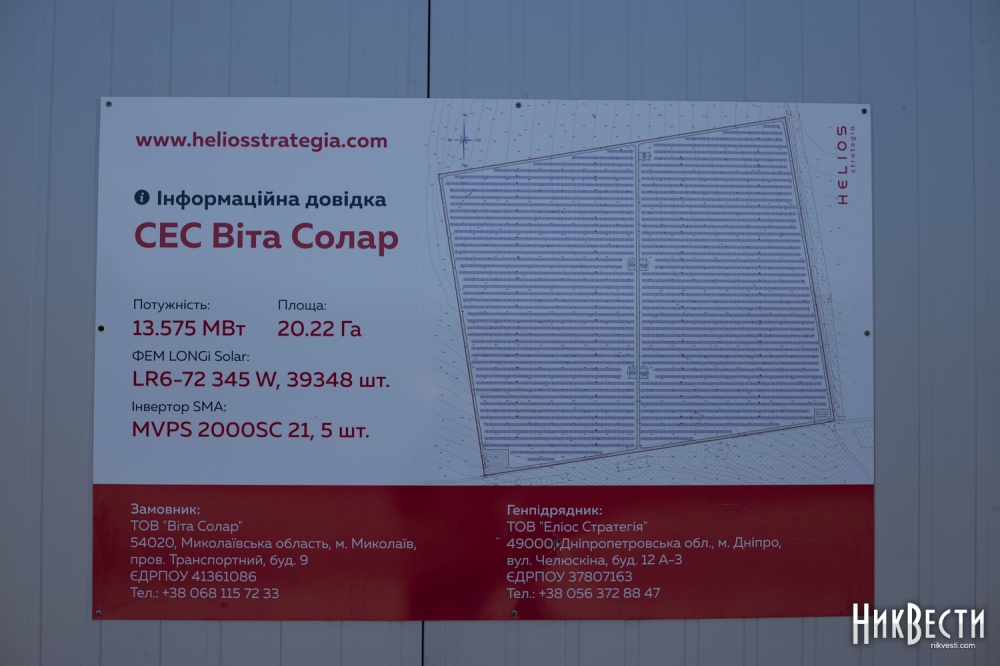 www.heliosstrategia.com
HELIOS
strategia
Інформаційна довідка
СЕС Віта Солар
Потужність: Площа:
13.575 МВт 20.22 Га
ФЕМ LONGi Solar:
LR6-72 345 W, 39348 шт.
Інвертор SMA:
MVPS 2000SC 21, 5 шт.
Замовник:
ТОВ "Віта Солар"
54020, Миколаївська область, м. Миколаїв,
пров. Транспортний, буд. 9
ЄДРПОУ 41361086
Тел.: +38 068 115 72 33
Генпідрядник:
ТОВ "Еліос Стратегія"
49000, Дніпропетровська обл., м. Дніпро,
вул. Челюскіна, буд. 12 А-3
ЄДРПОУ 37807163
Тел.: +38 056 372 88 47
НикВести
nikvesti.com